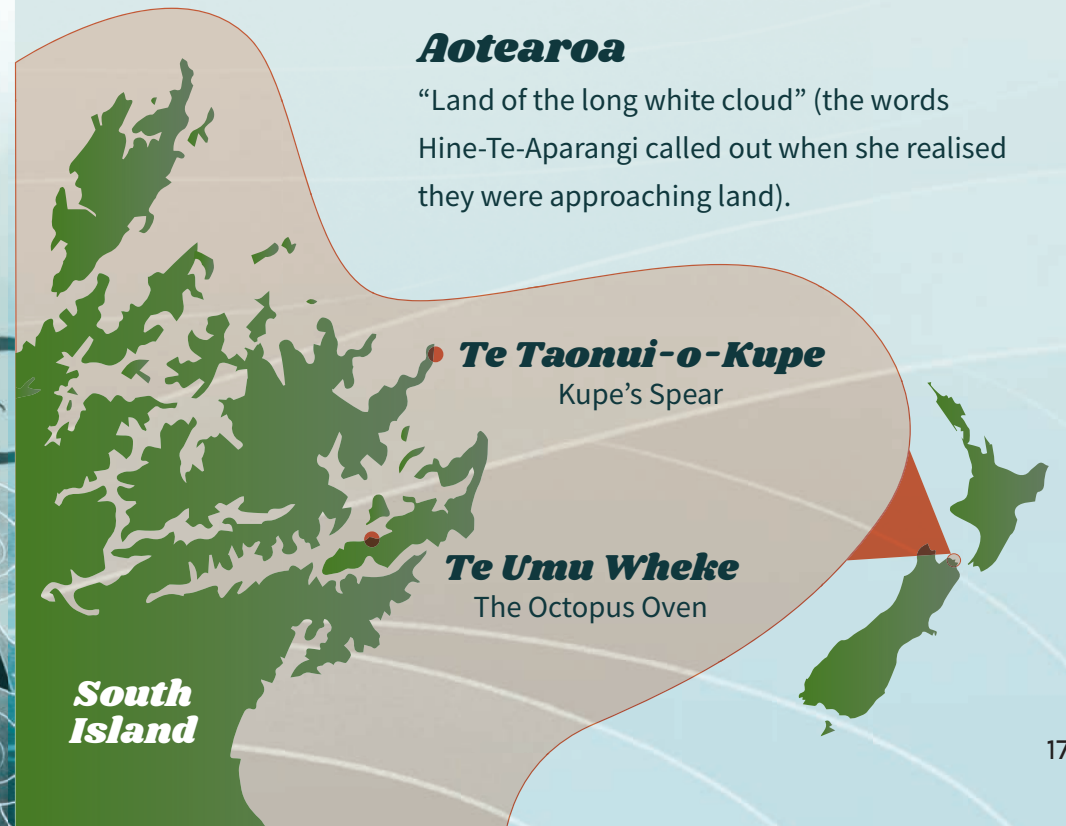 Aotearoa
“Land of the long white cloud” (the words
Hine-Te-Aparangi called out when she realised
they were approaching land).
Te Taonui-o-Kupe
Kupe’s Spear
Te Umu Wheke
The Octopus Oven
South
Island
17